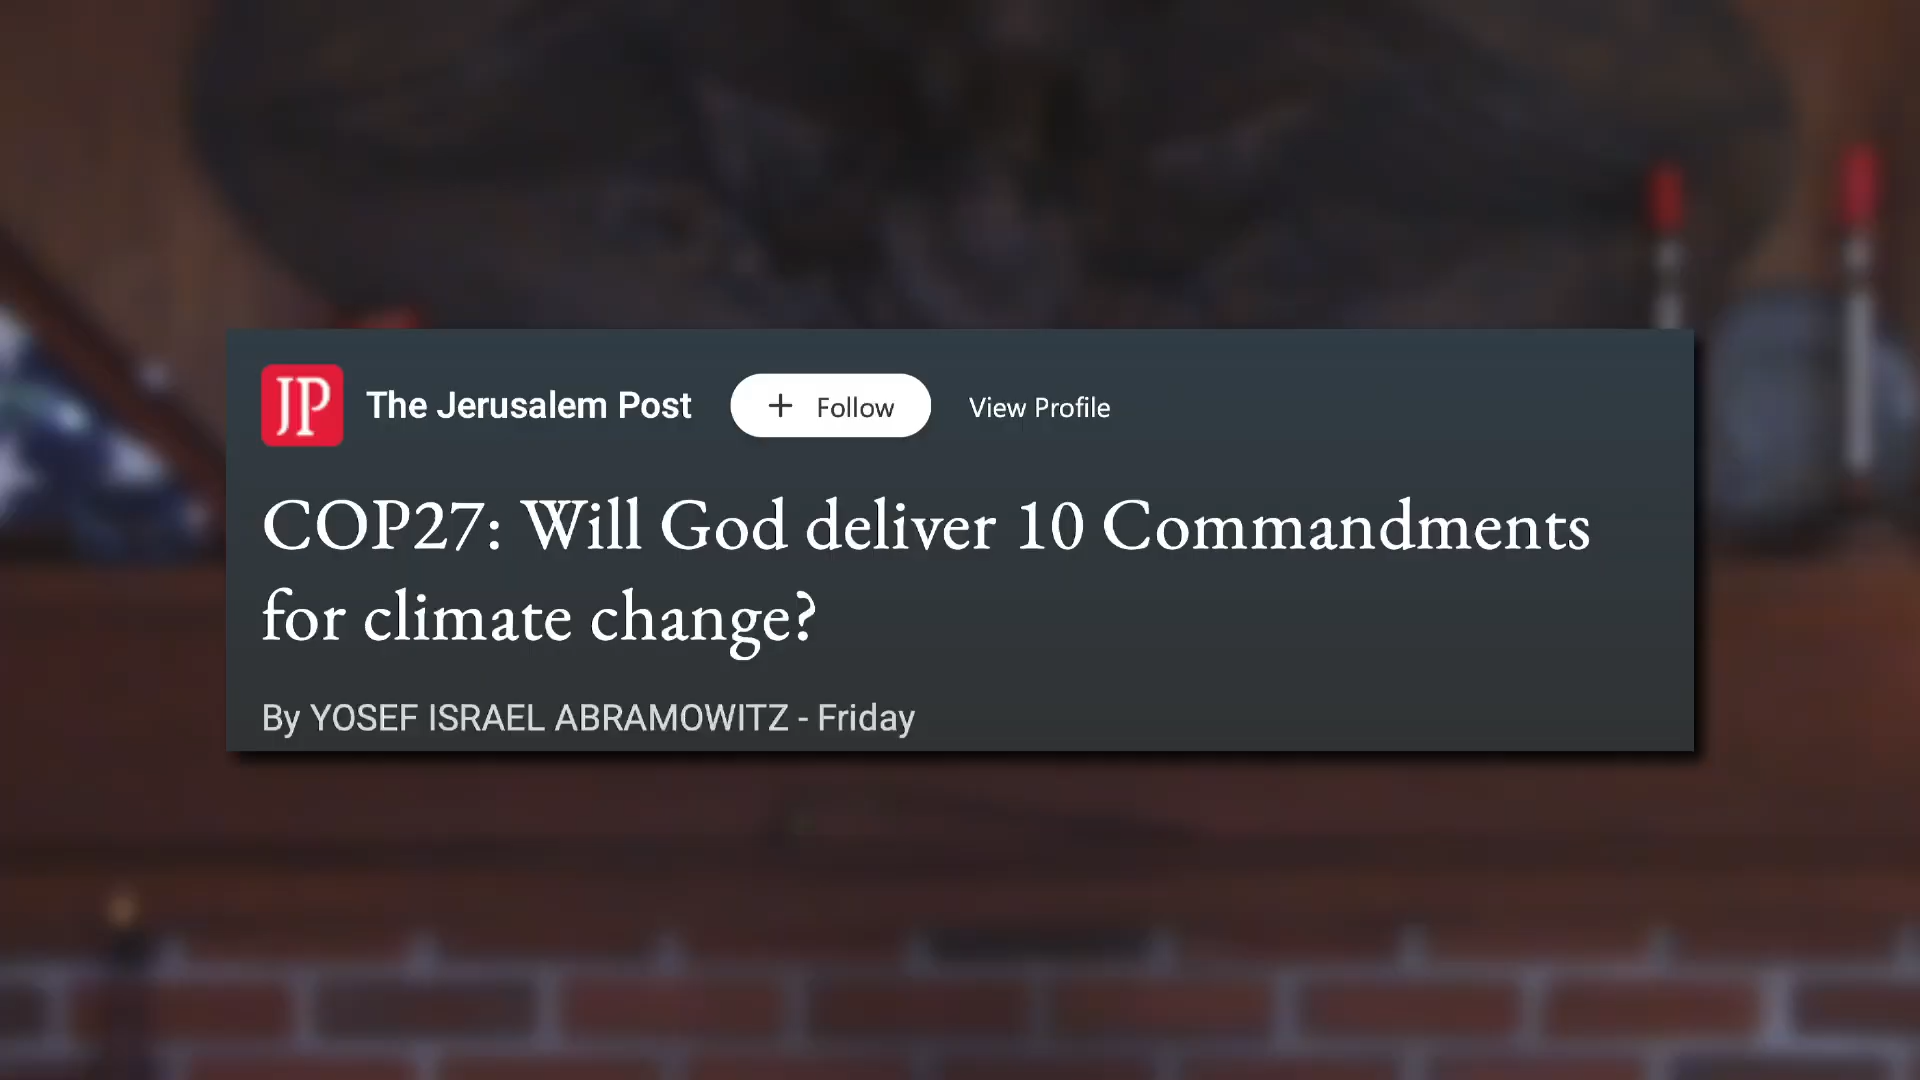 JP The Jerusalem Post + Follow View Profile
COP27: Will God deliver 10 Commandments
for climate change?
By YOSEF ISRAEL ABRAMOWITZ - Friday